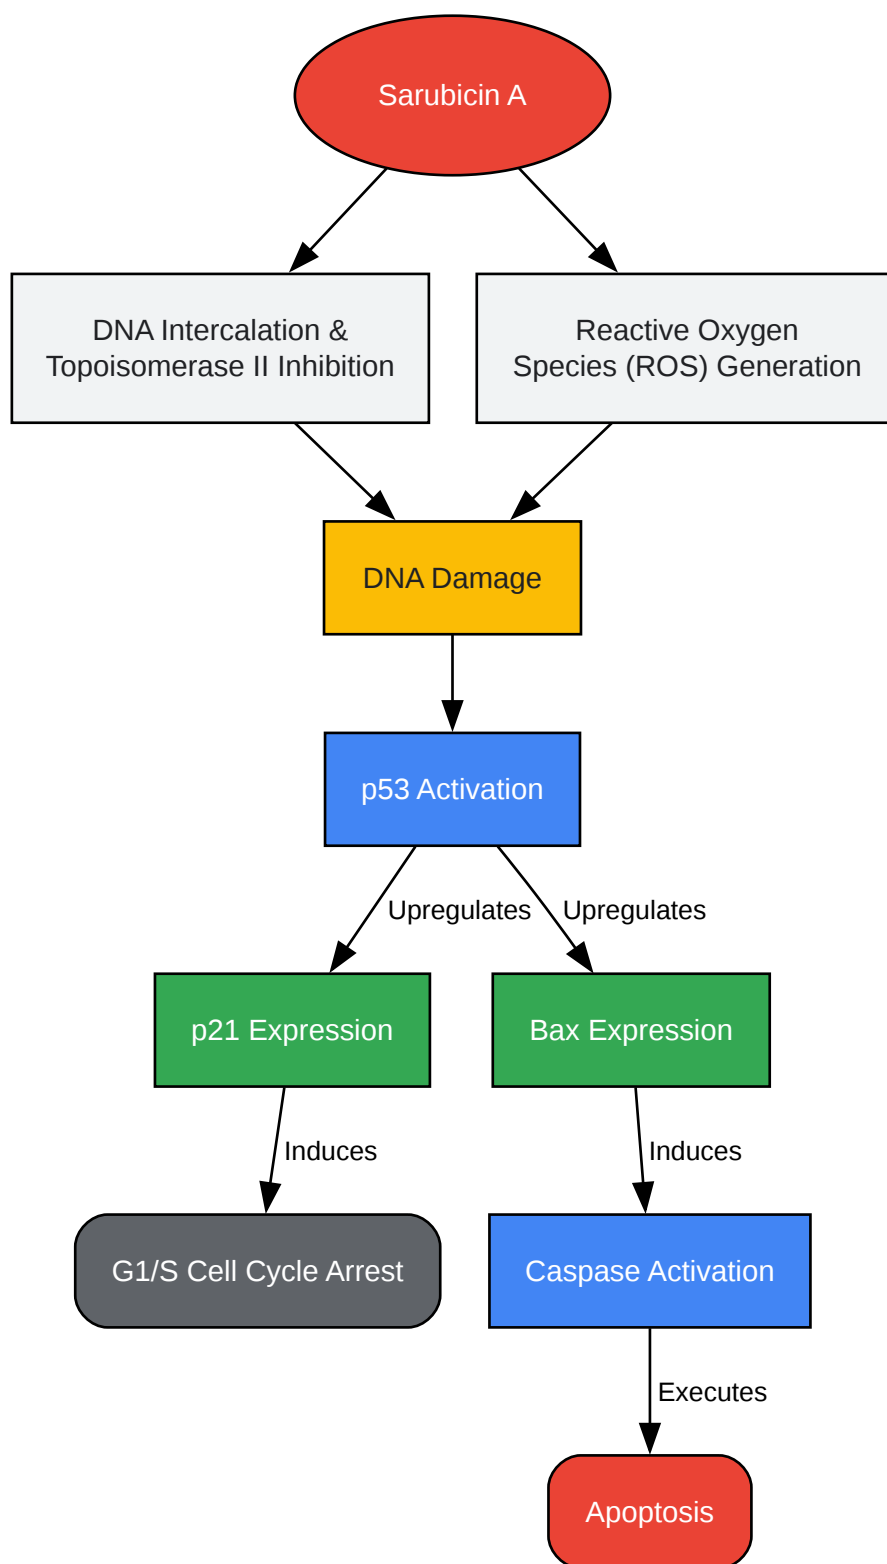 Sarubicin A
DNA Intercalation &
Topoisomerase II Inhibition
Reactive Oxygen
Species (ROS) Generation
DNA Damage
p53 Activation
Upregulates
Upregulates
p21 Expression
Bax Expression
Induces
Induces
G1/S Cell Cycle Arrest
Caspase Activation
Executes
Apoptosis